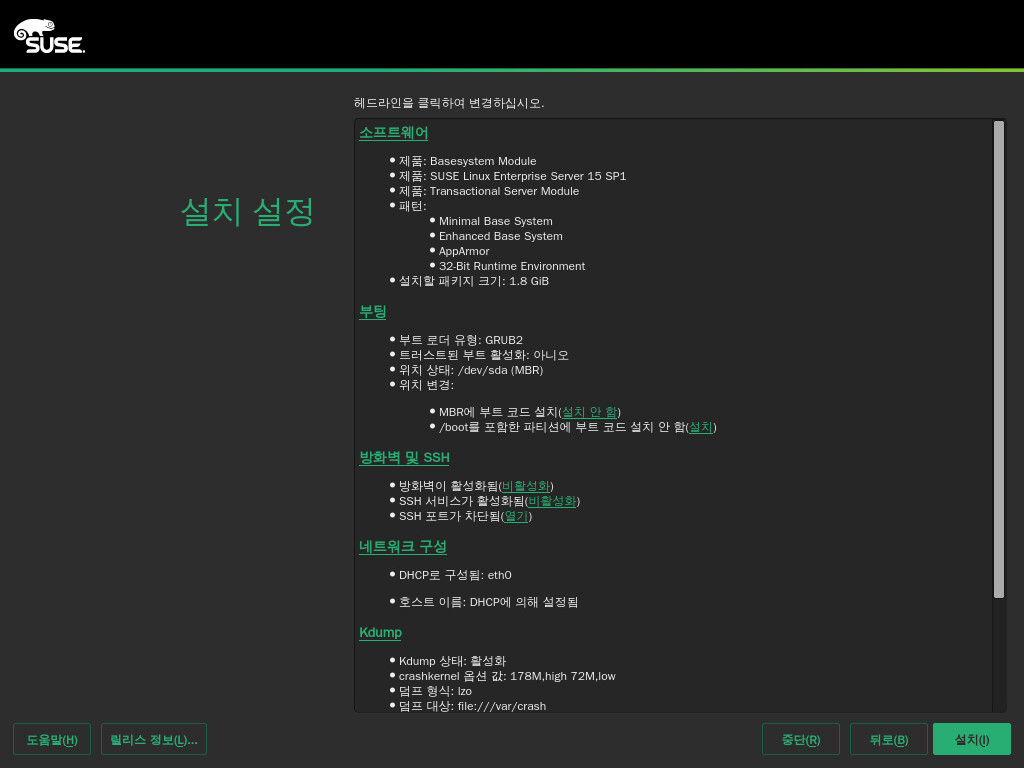 SUSE
헤드라인을 클릭하여 변경하십시오.
설치 설정
소프트웨어
제품: Basesystem Module
제품: SUSE Linux Enterprise Server 15 SP1
제품: Transactional Server Module
패턴:
Minimal Base System
Enhanced Base System
AppArmor
32-Bit Runtime Environment
설치할 패키지 크기: 1.8 GiB
부팅
부트 로더 유형: GRUB2
트러스트된 부트 활성화: 아니오
위치 상태: /dev/sda (MBR)
위치 변경:
MBR에 부트 코드 설치(설치 안 함)
/boot를 포함한 파티션에 부트 코드 설치 안 함(설치)
방화벽 및 SSH
방화벽이 활성화됨(비활성화)
SSH 서비스가 활성화됨(비활성화)
SSH 포트가 차단됨(열기)
네트워크 구성
DHCP로 구성됨: eth0
호스트 이름: DHCP에 의해 설정됨
Kdump
Kdump 상태: 활성화
crashkernel 옵션 값: 178M,high 72M,low
덤프 형식: lzo
덤프 대상: file:///var/crash
도움말(H) 릴리스 정보(L)... 중단(R) 뒤로(B) 설치(I)